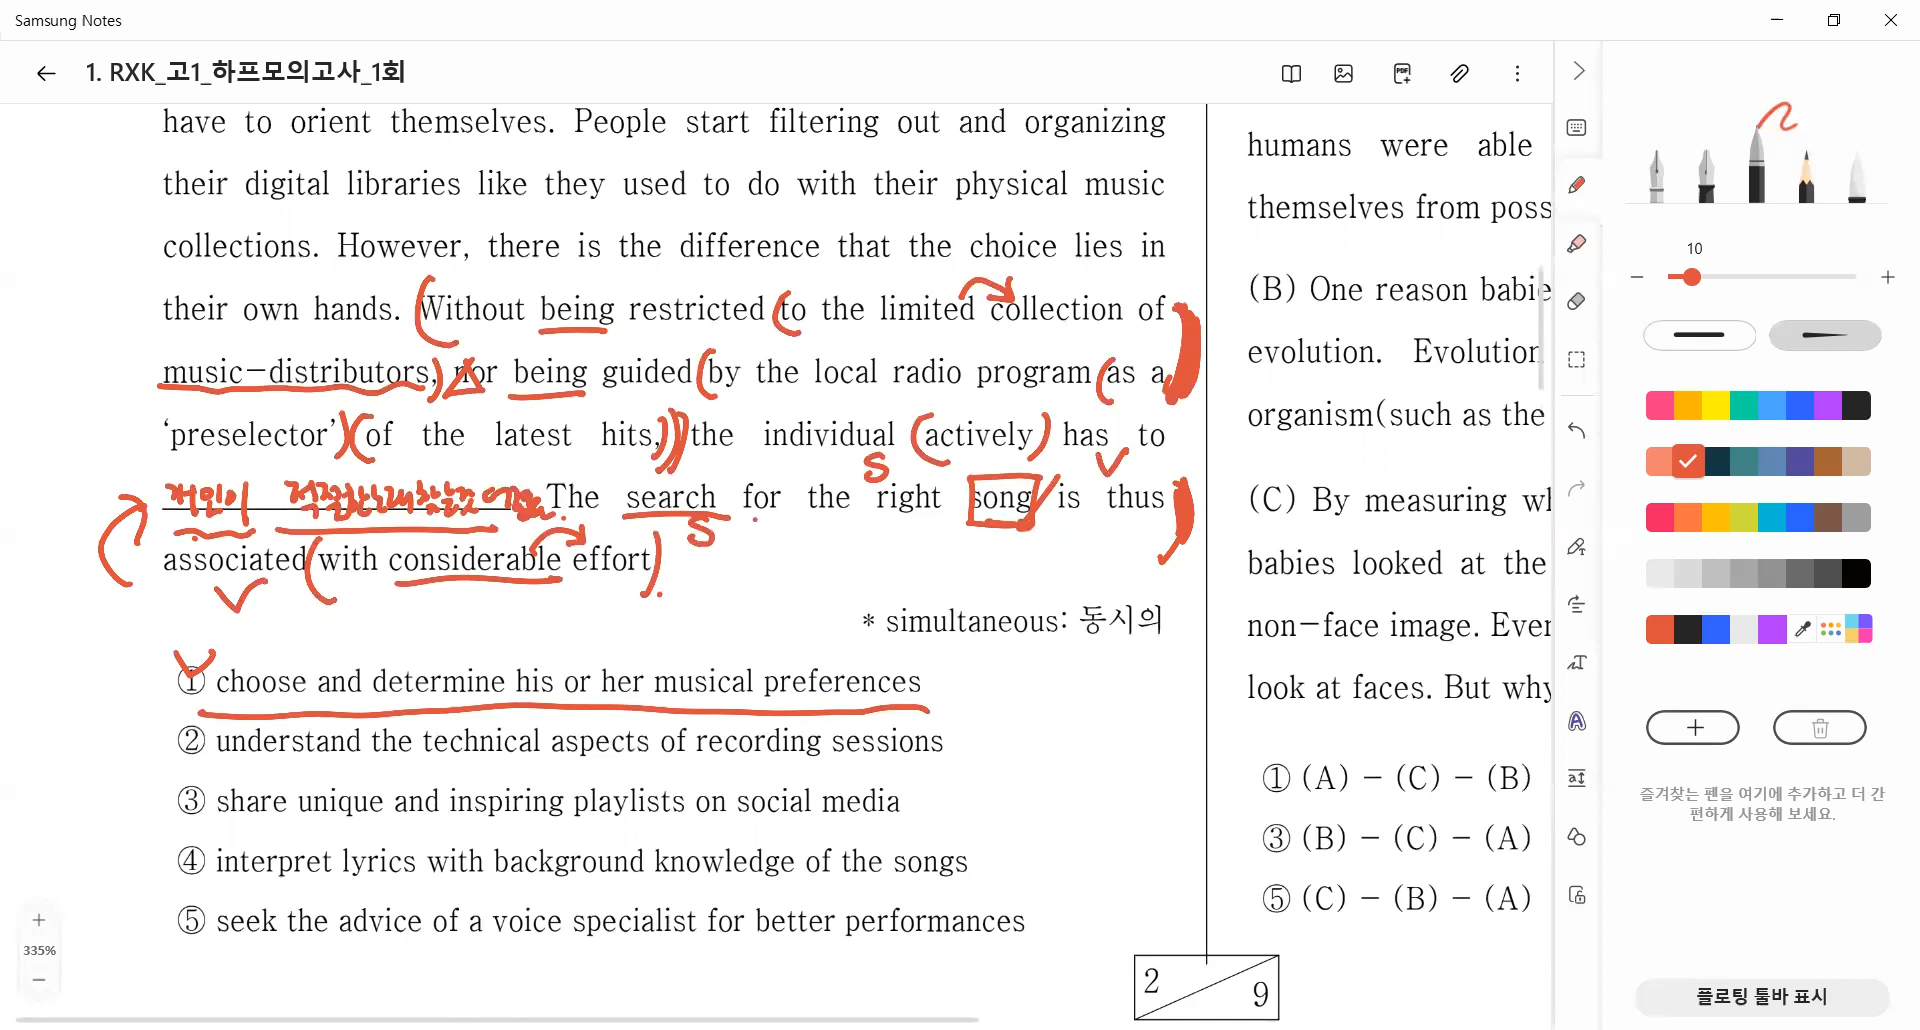 Samsung Notes
1. RXK_고1_하프모의고사_1회
have to orient themselves. People start filtering out and organizing
their digital libraries like they used to do with their physical music
collections. However, there is the difference that the choice lies in
their own hands. (Without being restricted (to the limited collection of
music-distributors,) nor being guided (by the local radio program (as a
‘preselector’) (of the latest hits,)) the individual (actively) has to
S
개인이
The search for the right song is thus
S
associated (with considerable effort).
* simultaneous: 동시의
① choose and determine his or her musical preferences
② understand the technical aspects of recording sessions
③ share unique and inspiring playlists on social media
④ interpret lyrics with background knowledge of the songs
⑤ seek the advice of a voice specialist for better performances
humans were able
themselves from poss
(B) One reason babie
evolution. Evolution
organism(such as the
(C) By measuring wh
babies looked at the
non-face image. Ever
look at faces. But why
① (A) - (C) - (B)
③ (B) - (C) - (A)
⑤ (C) - (B) - (A)
2 9
335%
PDF
10
즐겨찾는 펜을 여기에 추가하고 더 간
편하게 사용해 보세요.
플로팅 툴바 표시